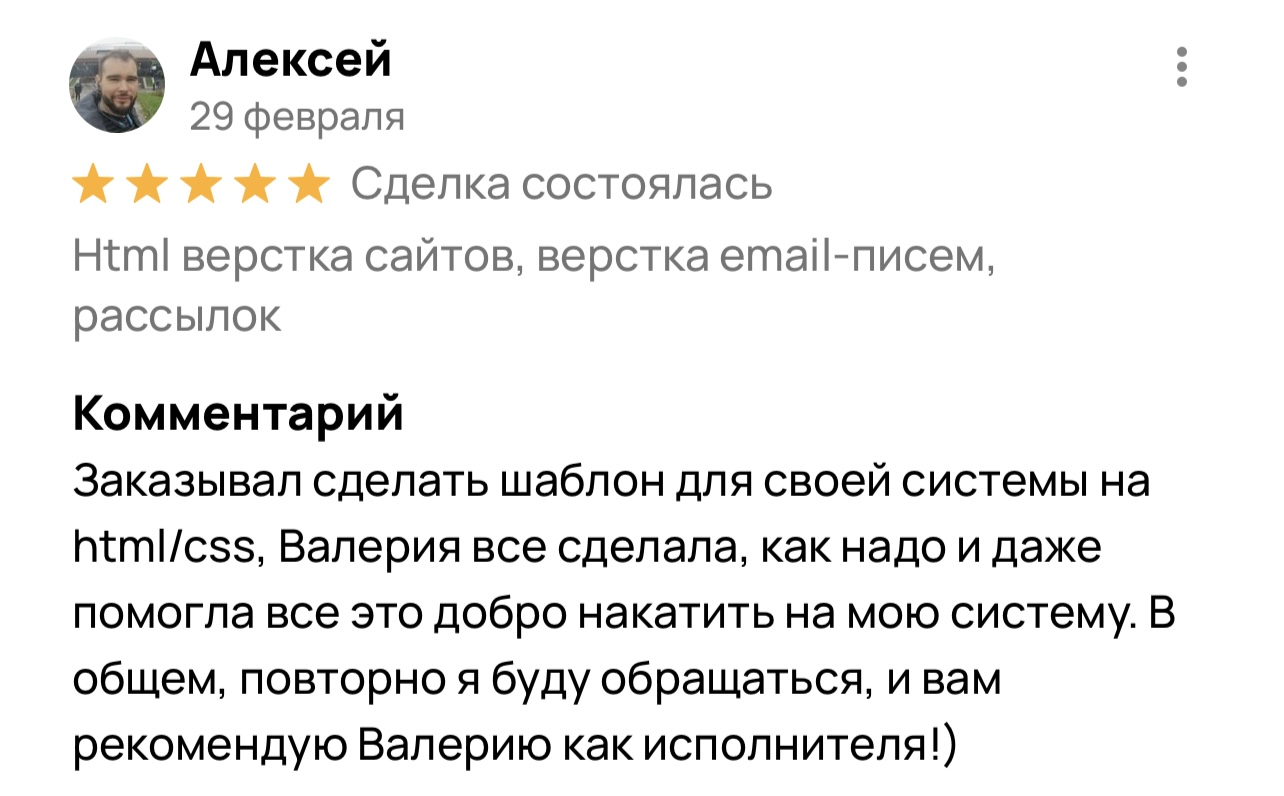 Алексей
29 февраля
Сделка состоялась
Html верстка сайтов, верстка email-писем,
рассылок
Комментарий
Заказывал сделать шаблон для своей системы на
html/css, Валерия все сделала, как надо и даже
помогла все это добро накатить на мою систему. В
общем, повторно я буду обращаться, и вам
рекомендую Валерию как исполнителя!)